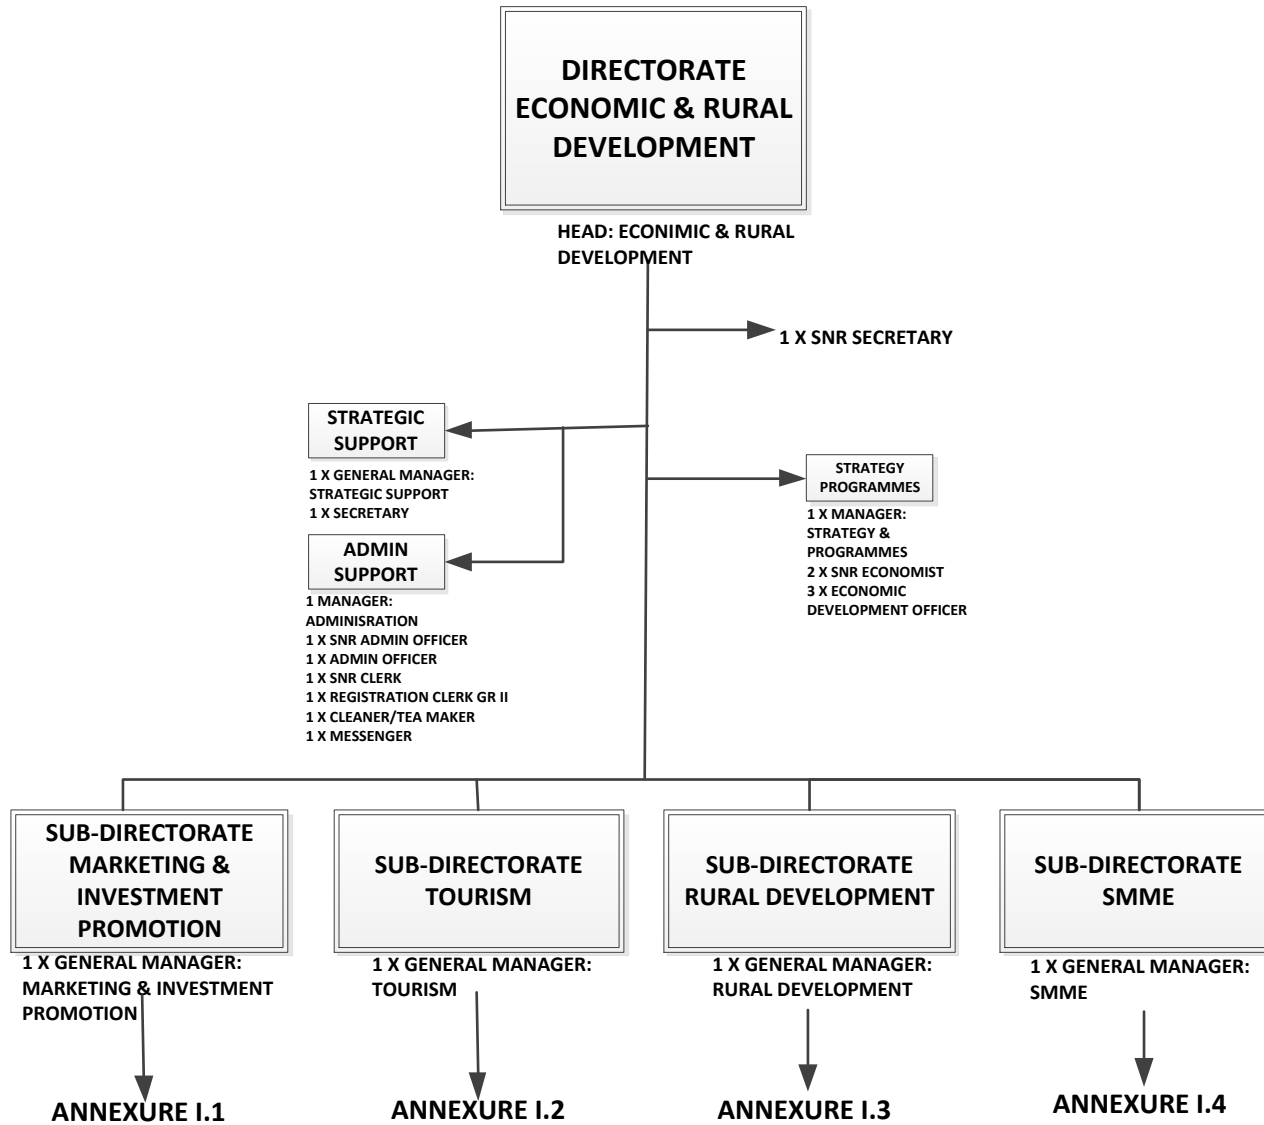 DIRECTORATE
ECONOMIC & RURAL
DEVELOPMENT
HEAD: ECONIMIC & RURAL
DEVELOPMENT
1 X SNR SECRETARY
STRATEGIC
SUPPORT
1 X GENERAL MANAGER:
STRATEGIC SUPPORT
1 X SECRETARY
ADMIN
SUPPORT
1 MANAGER:
ADMINISRATION
1 X SNR ADMIN OFFICER
1 X ADMIN OFFICER
1 X SNR CLERK
1 X REGISTRATION CLERK GR II
1 X CLEANER/TEA MAKER
1 X MESSENGER
STRATEGY
PROGRAMMES
1 X MANAGER:
STRATEGY &
PROGRAMMES
2 X SNR ECONOMIST
3 X ECONOMIC
DEVELOPMENT OFFICER
SUB-DIRECTORATE
MARKETING &
INVESTMENT
PROMOTION
1 X GENERAL MANAGER:
MARKETING & INVESTMENT
PROMOTION
ANNEXURE I.1
SUB-DIRECTORATE
TOURISM
1 X GENERAL MANAGER:
TOURISM
ANNEXURE I.2
SUB-DIRECTORATE
RURAL DEVELOPMENT
1 X GENERAL MANAGER:
RURAL DEVELOPMENT
ANNEXURE I.3
SUB-DIRECTORATE
SMME
1 X GENERAL MANAGER:
SMME
ANNEXURE I.4